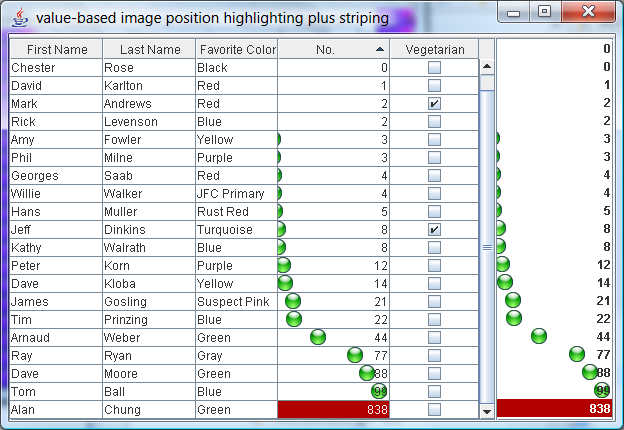 value-based image position highlighting plus striping
First Name Last Name Favorite Color No. Vegetarian
0
Chester Rose Black 0 0
David Karlton Red 1 1
Mark Andrews Red 2 2
Rick Levenson Blue 2 2
Amy Fowler Yellow 3 3
Phil Milne Purple 3 3
Georges Saab Red 4 4
Willie Walker JFC Primary 4 4
Hans Muller Rust Red 5 5
Jeff Dinkins Turquoise 8 8
Kathy Walrath Blue 8 8
Peter Korn Purple 12 12
Dave Kloba Yellow 14 14
James Gosling Suspect Pink 21 21
Tim Prinzing Blue 22 22
Arnaud Weber Green 44 44
Ray Ryan Gray 77 77
Dave Moore Green 88 88
Tom Ball Blue 99 99
Alan Chung Green 838 838